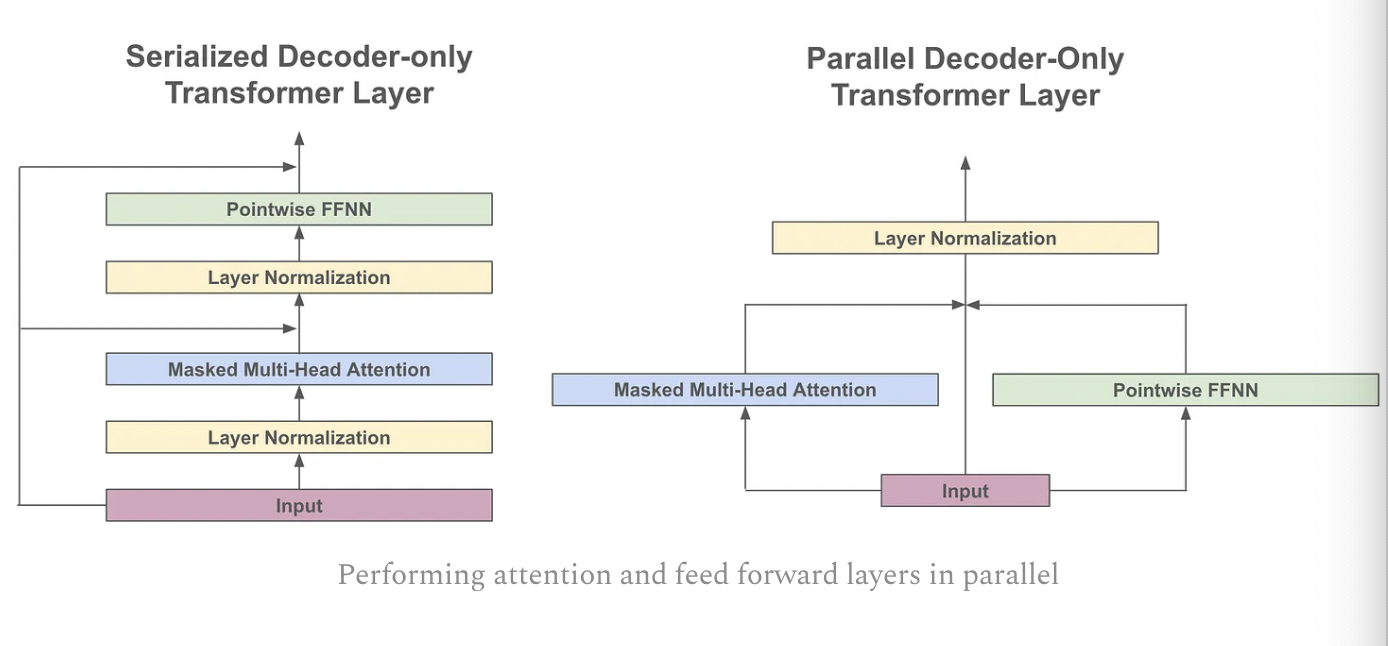 Serialized Decoder-only
Transformer Layer
Pointwise FFNN
Layer Normalization
Masked Multi-Head Attention
Layer Normalization
Input
Parallel Decoder-Only
Transformer Layer
Layer Normalization
Masked Multi-Head Attention
Pointwise FFNN
Input
Performing attention and feed forward layers in parallel